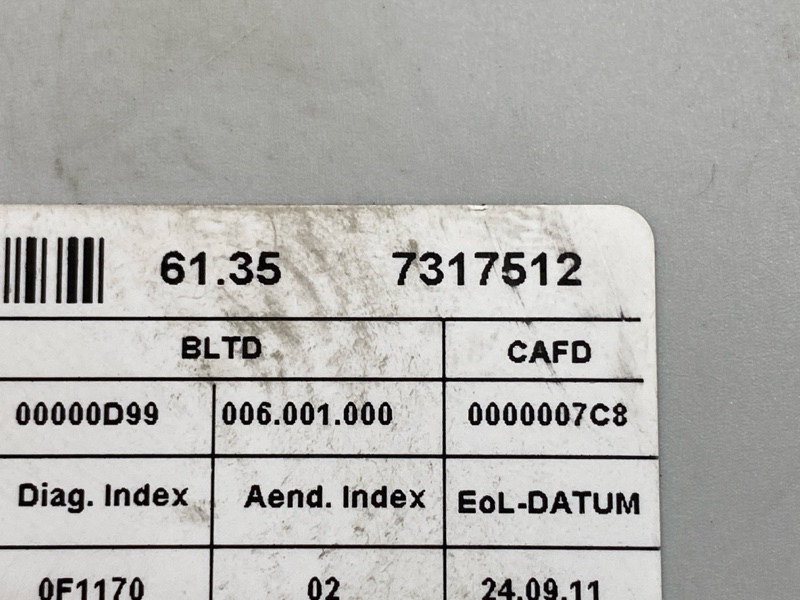 61.35 7317512
BLTD CAFD
00000D99 006.001.000 0000007C8
Diag. Index Aend. Index EoL-DATUM
0F1170 02 24.09.11